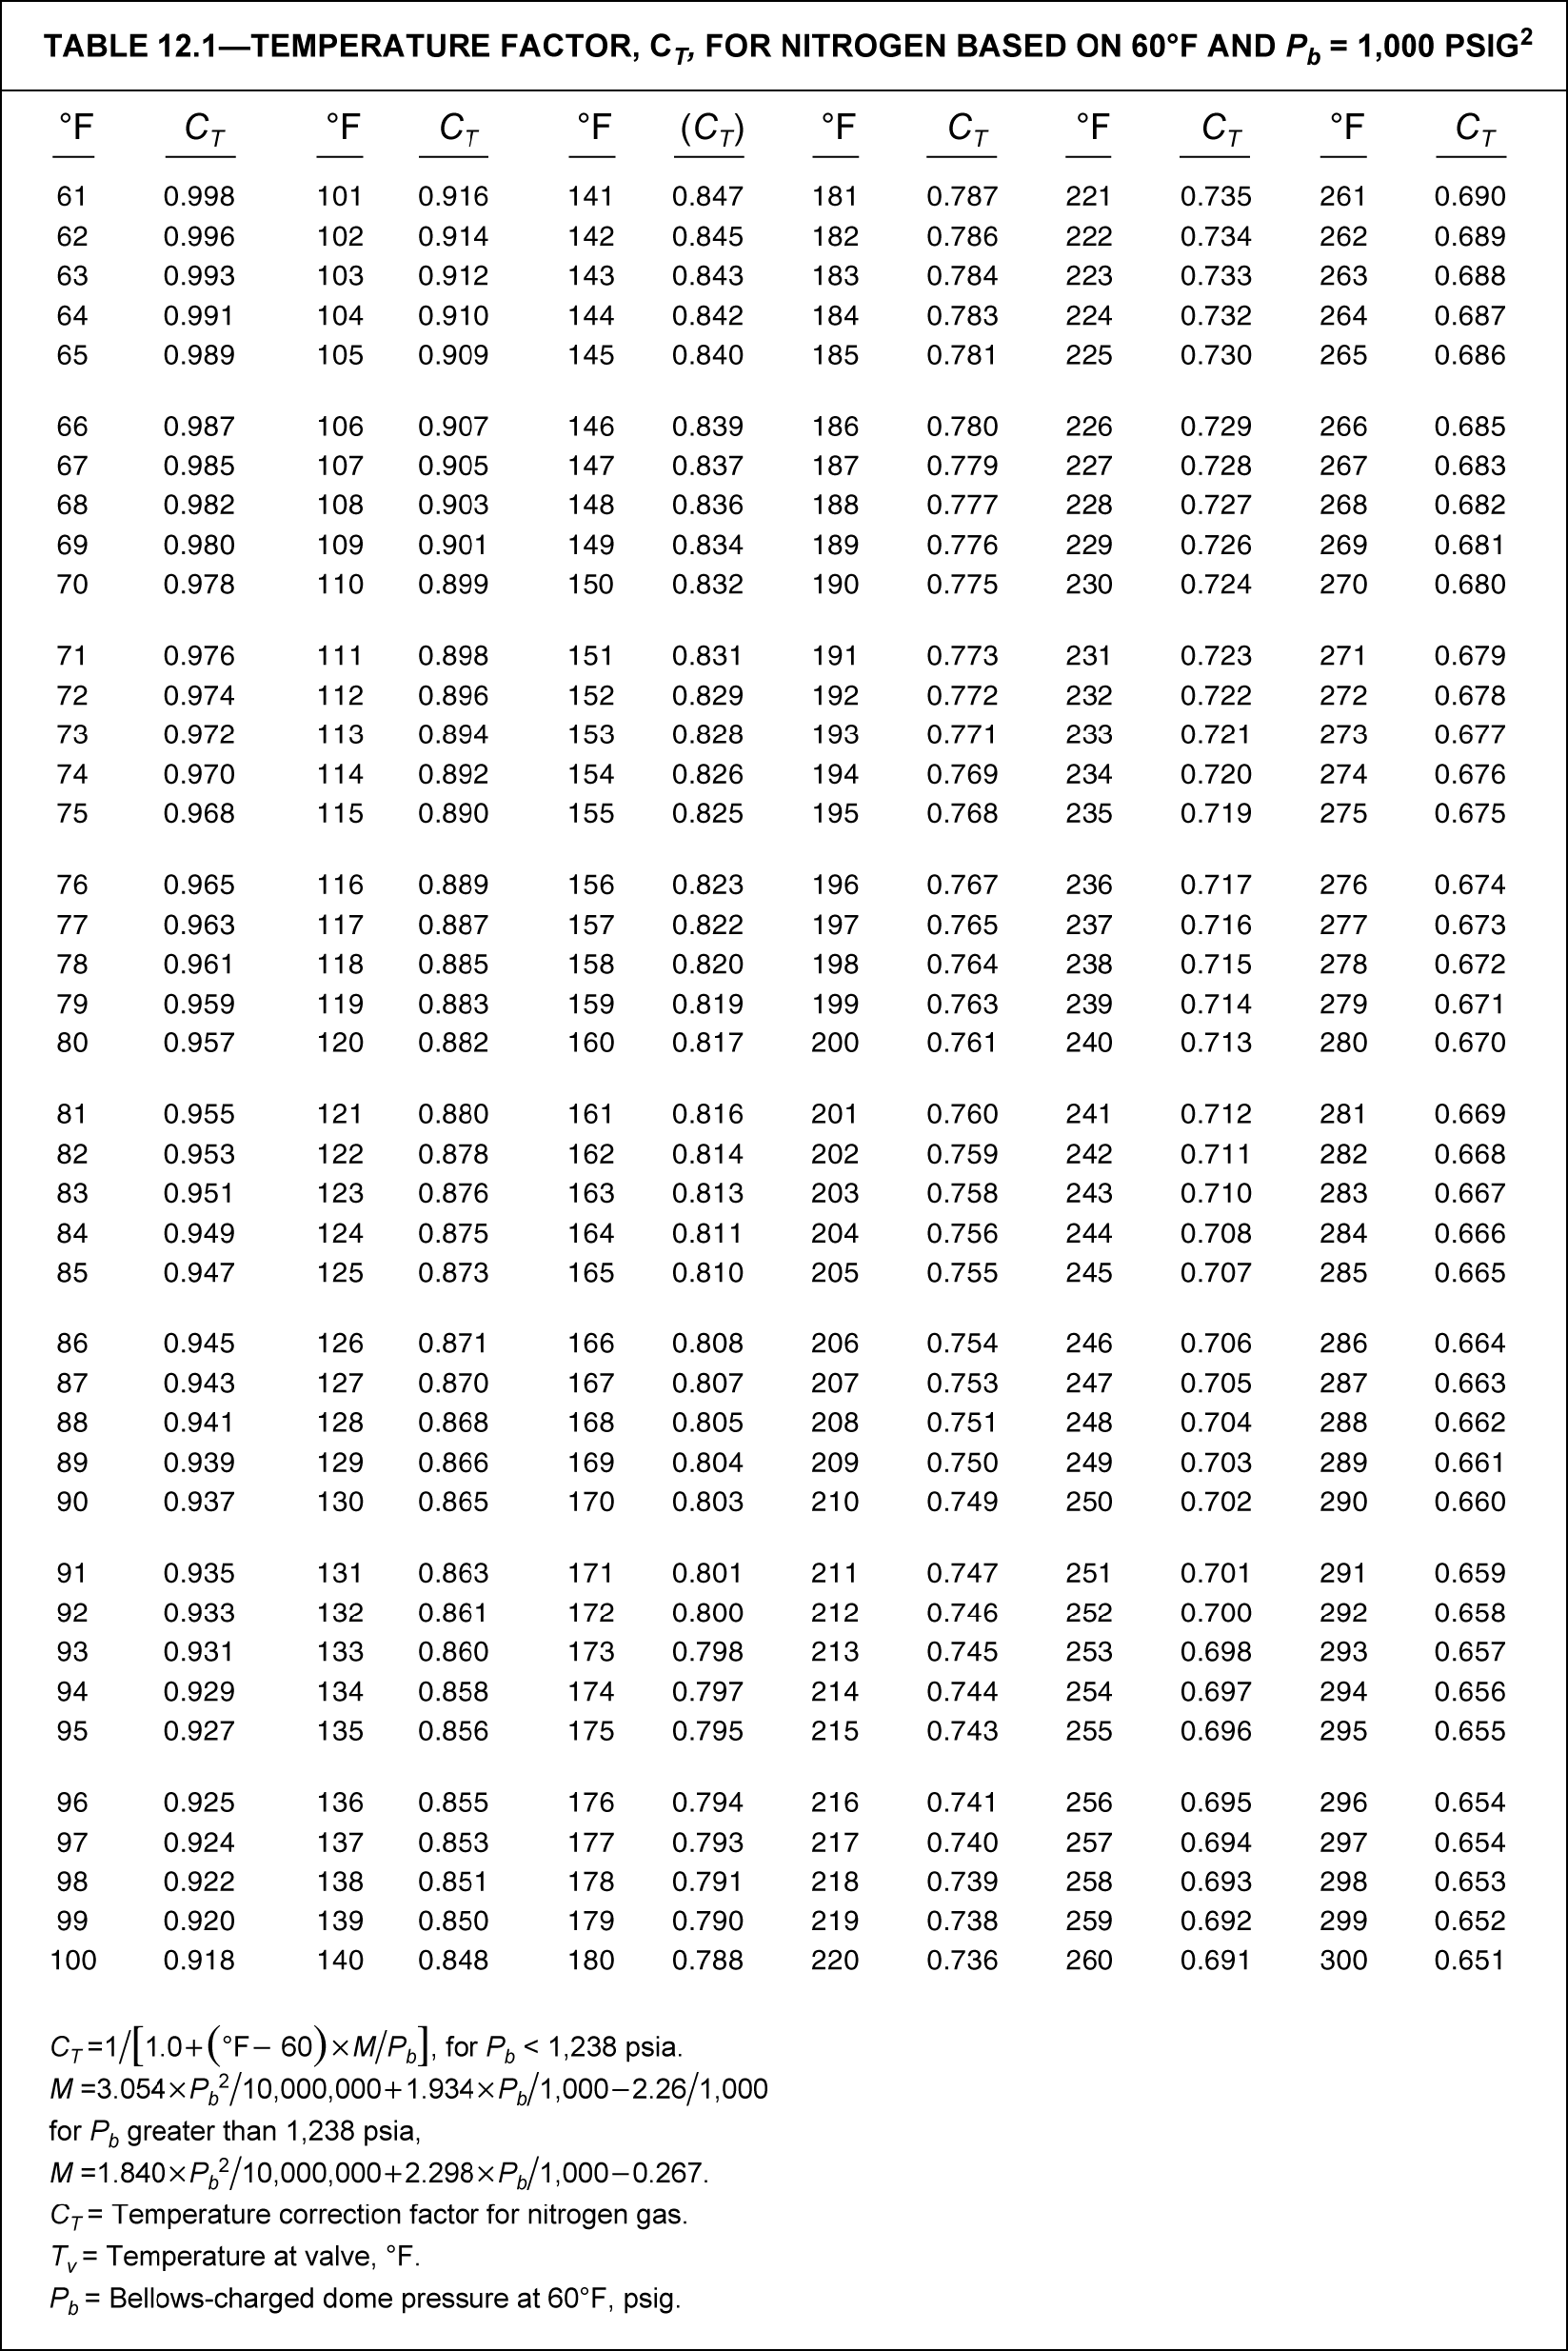 TABLE 12.1—TEMPERATURE FACTOR, C_T, FOR NITROGEN BASED ON 60°F AND P_b = 1,000 PSIG²
°F C_T °F C_T °F (C_T) °F C_T °F C_T °F C_T
61 0.998 101 0.916 141 0.847 181 0.787 221 0.735 261 0.690
62 0.996 102 0.914 142 0.845 182 0.786 222 0.734 262 0.689
63 0.993 103 0.912 143 0.843 183 0.784 223 0.733 263 0.688
64 0.991 104 0.910 144 0.842 184 0.783 224 0.732 264 0.687
65 0.989 105 0.909 145 0.840 185 0.781 225 0.730 265 0.686
66 0.987 106 0.907 146 0.839 186 0.780 226 0.729 266 0.685
67 0.985 107 0.905 147 0.837 187 0.779 227 0.728 267 0.683
68 0.982 108 0.903 148 0.836 188 0.777 228 0.727 268 0.682
69 0.980 109 0.901 149 0.834 189 0.776 229 0.726 269 0.681
70 0.978 110 0.899 150 0.832 190 0.775 230 0.724 270 0.680
71 0.976 111 0.898 151 0.831 191 0.773 231 0.723 271 0.679
72 0.974 112 0.896 152 0.829 192 0.772 232 0.722 272 0.678
73 0.972 113 0.894 153 0.828 193 0.771 233 0.721 273 0.677
74 0.970 114 0.892 154 0.826 194 0.769 234 0.720 274 0.676
75 0.968 115 0.890 155 0.825 195 0.768 235 0.719 275 0.675
76 0.965 116 0.889 156 0.823 196 0.767 236 0.717 276 0.674
77 0.963 117 0.887 157 0.822 197 0.765 237 0.716 277 0.673
78 0.961 118 0.885 158 0.820 198 0.764 238 0.715 278 0.672
79 0.959 119 0.883 159 0.819 199 0.763 239 0.714 279 0.671
80 0.957 120 0.882 160 0.817 200 0.761 240 0.713 280 0.670
81 0.955 121 0.880 161 0.816 201 0.760 241 0.712 281 0.669
82 0.953 122 0.878 162 0.814 202 0.759 242 0.711 282 0.668
83 0.951 123 0.876 163 0.813 203 0.758 243 0.710 283 0.667
84 0.949 124 0.875 164 0.811 204 0.756 244 0.708 284 0.666
85 0.947 125 0.873 165 0.810 205 0.755 245 0.707 285 0.665
86 0.945 126 0.871 166 0.808 206 0.754 246 0.706 286 0.664
87 0.943 127 0.870 167 0.807 207 0.753 247 0.705 287 0.663
88 0.941 128 0.868 168 0.805 208 0.751 248 0.704 288 0.662
89 0.939 129 0.866 169 0.804 209 0.750 249 0.703 289 0.661
90 0.937 130 0.865 170 0.803 210 0.749 250 0.702 290 0.660
91 0.935 131 0.863 171 0.801 211 0.747 251 0.701 291 0.659
92 0.933 132 0.861 172 0.800 212 0.746 252 0.700 292 0.658
93 0.931 133 0.860 173 0.798 213 0.745 253 0.698 293 0.657
94 0.929 134 0.858 174 0.797 214 0.744 254 0.697 294 0.656
95 0.927 135 0.856 175 0.795 215 0.743 255 0.696 295 0.655
96 0.925 136 0.855 176 0.794 216 0.741 256 0.695 296 0.654
97 0.924 137 0.853 177 0.793 217 0.740 257 0.694 297 0.654
98 0.922 138 0.851 178 0.791 218 0.739 258 0.693 298 0.653
99 0.920 139 0.850 179 0.790 219 0.738 259 0.692 299 0.652
100 0.918 140 0.848 180 0.788 220 0.736 260 0.691 300 0.651
C_T =1/[1.0+(°F− 60)×M/P_b], for P_b < 1,238 psia.
M =3.054×P_b²/10,000,000+1.934×P_b/1,000−2.26/1,000
for P_b greater than 1,238 psia,
M =1.840×P_b²/10,000,000+2.298×P_b/1,000−0.267.
C_T = Temperature correction factor for nitrogen gas.
T_v = Temperature at valve, °F.
P_b = Bellows-charged dome pressure at 60°F, psig.